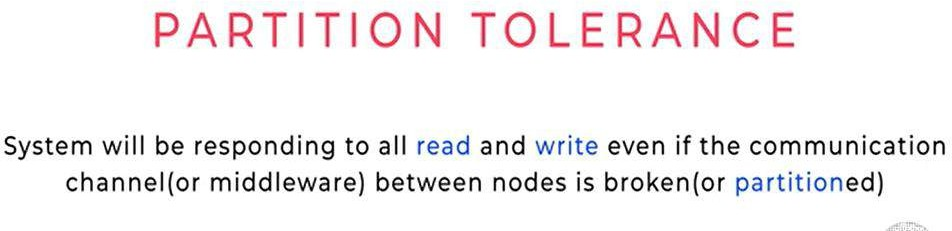 PARTITION TOLERANCE
System will be responding to all read and write even if the communication
channel(or middleware) between nodes is broken(or partitioned)